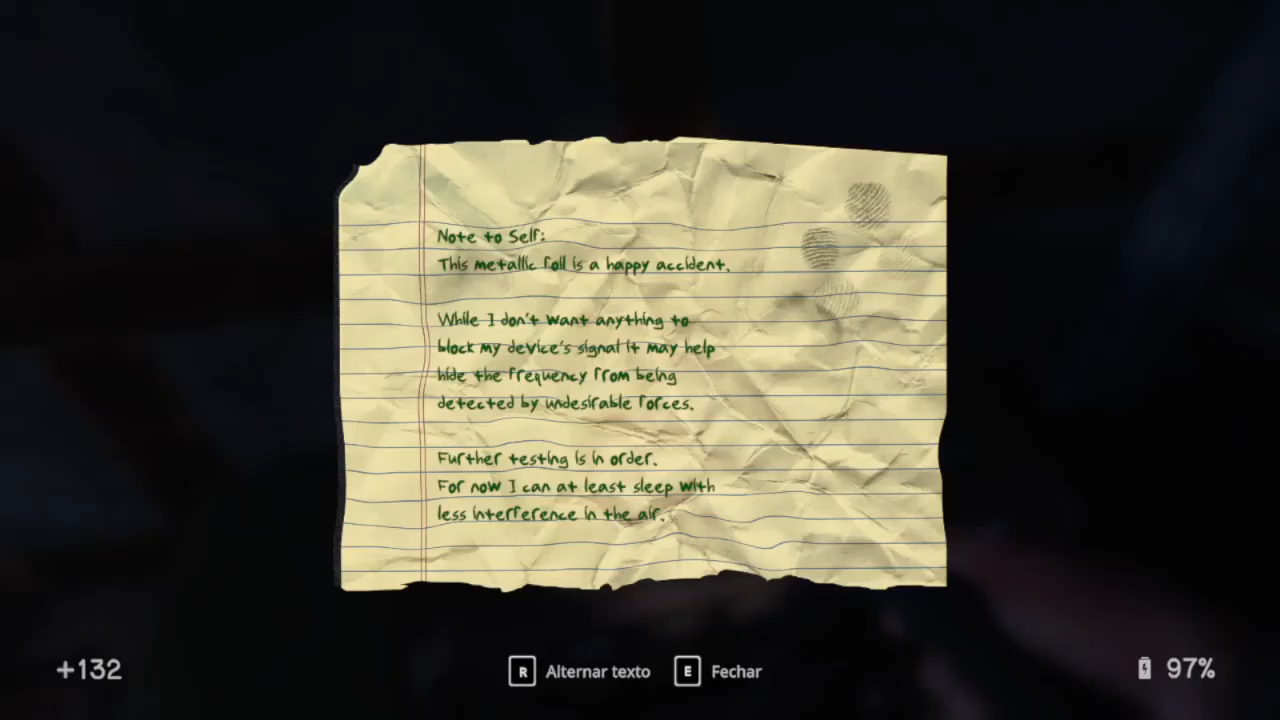 Note to Self:
This metallic foil is a happy accident.
While I don't want anything to
block my device's signal it may help
hide the frequency from being
detected by undesirable forces.
Further testing is in order.
For now I can at least sleep with
less interference in the air.
+132
R Alternar texto E Fechar
97%